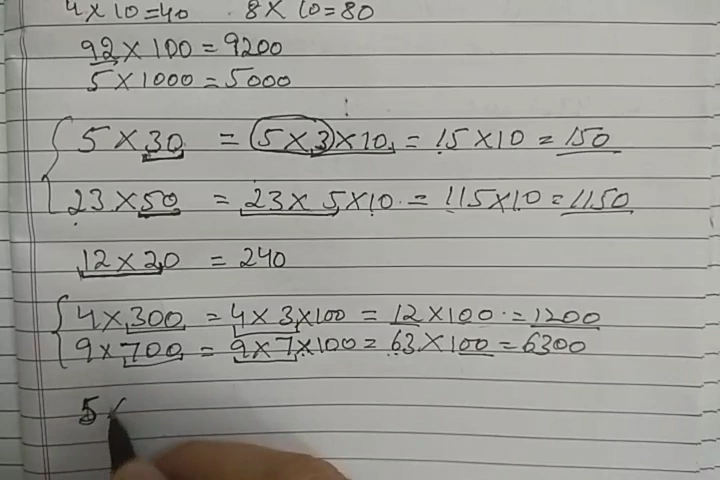 4 × 10 = 40 8 × 10 = 80
92 × 100 = 9200
5 × 1000 = 5000
5 × 30 = 5 × 3 × 10 = 15 × 10 = 150
23 × 50 = 23 × 5 × 10 = 115 × 10 = 1150
12 × 20 = 240
4 × 300 = 4 × 3 × 100 = 12 × 100 = 1200
9 × 700 = 9 × 7 × 100 = 63 × 100 = 6300
5